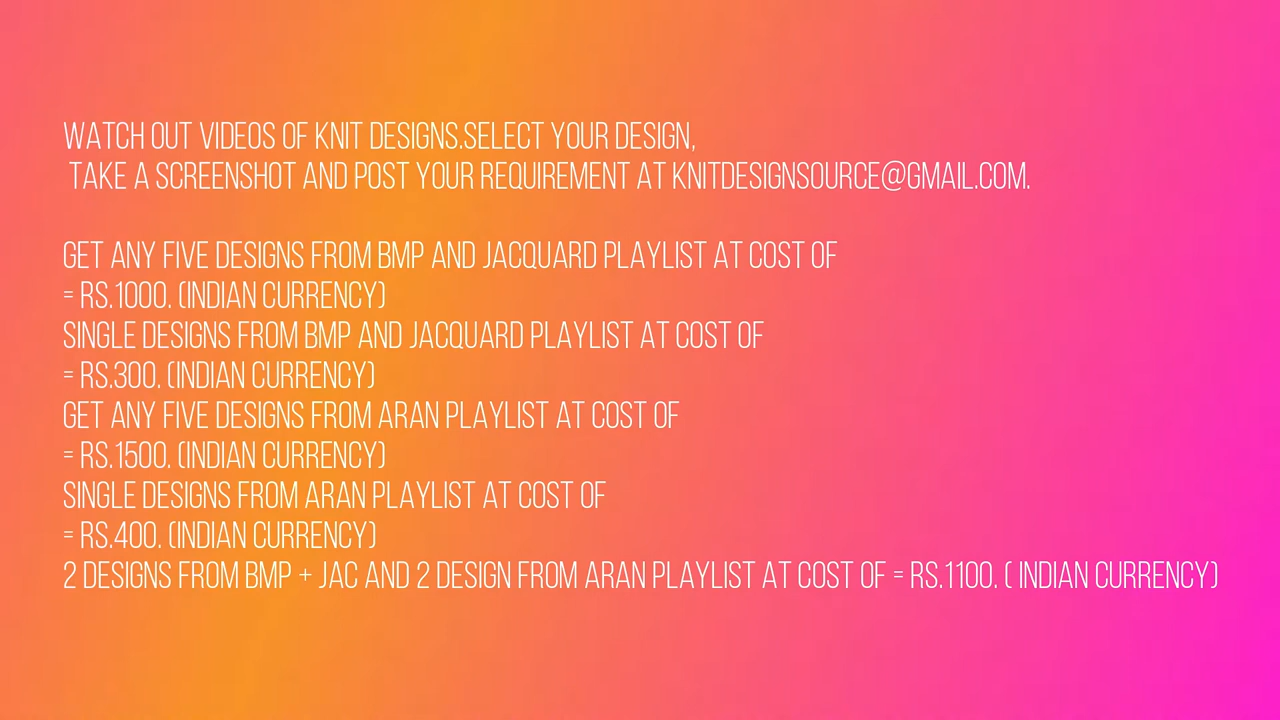 WATCH OUT VIDEOS OF KNIT DESIGNS.SELECT YOUR DESIGN,
TAKE A SCREENSHOT AND POST YOUR REQUIREMENT AT KNITDESIGNSOURCE@GMAIL.COM.
GET ANY FIVE DESIGNS FROM BMP AND JACQUARD PLAYLIST AT COST OF
= RS.1000. (INDIAN CURRENCY)
SINGLE DESIGNS FROM BMP AND JACQUARD PLAYLIST AT COST OF
= RS.300. (INDIAN CURRENCY)
GET ANY FIVE DESIGNS FROM ARAN PLAYLIST AT COST OF
= RS.1500. (INDIAN CURRENCY)
SINGLE DESIGNS FROM ARAN PLAYLIST AT COST OF
= RS.400. (INDIAN CURRENCY)
2 DESIGNS FROM BMP + JAC AND 2 DESIGN FROM ARAN PLAYLIST AT COST OF = RS.1100. ( INDIAN CURRENCY)